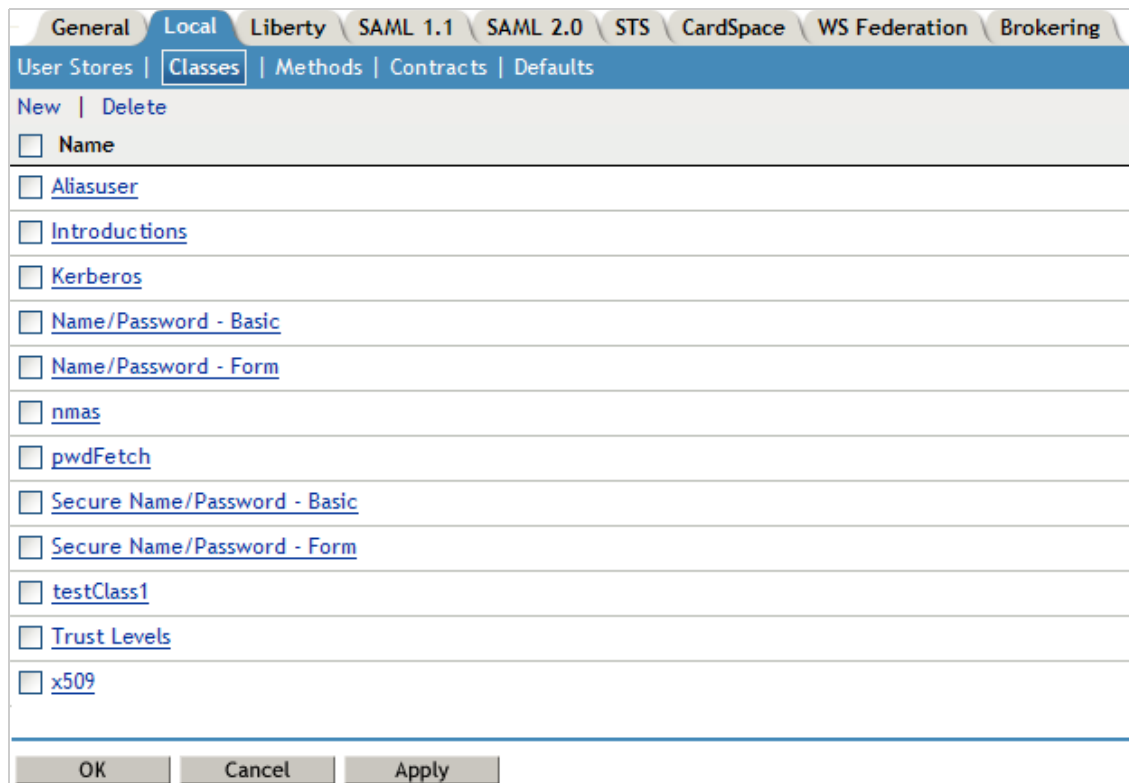 General Local Liberty SAML 1.1 SAML 2.0 STS CardSpace WS Federation Brokering
User Stores | Classes | Methods | Contracts | Defaults
New | Delete
Name
Aliasuser
Introductions
Kerberos
Name/Password - Basic
Name/Password - Form
nmas
pwdFetch
Secure Name/Password - Basic
Secure Name/Password - Form
testClass1
Trust Levels
x509
OK Cancel Apply